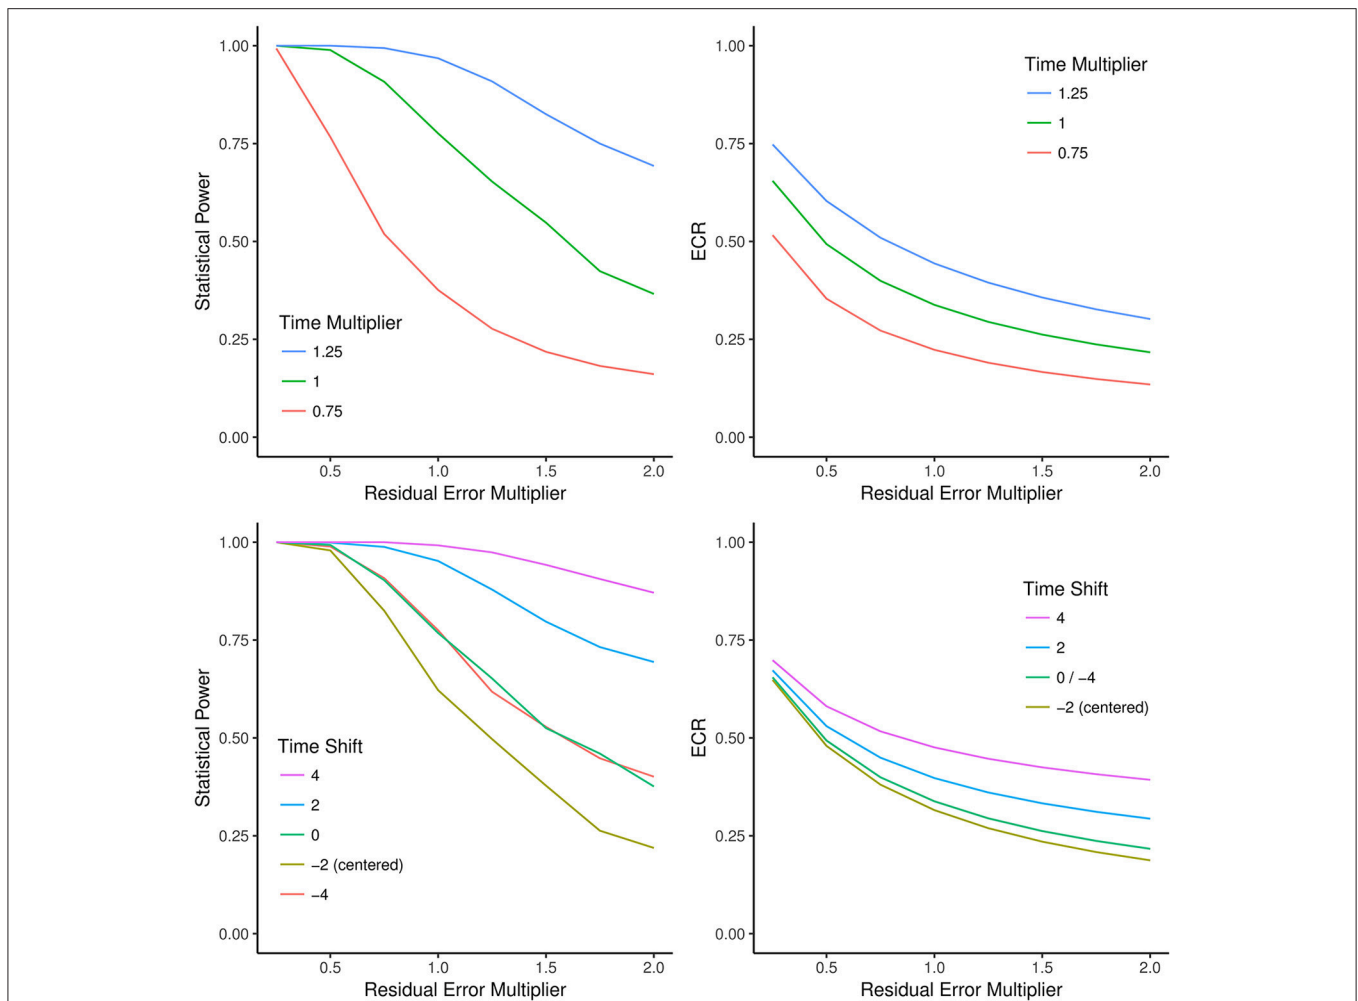 1.00
0.75
0.50
0.25
0.00
Statistical Power
Time Multiplier
1.25
1
0.75
0.5 1.0 1.5 2.0
Residual Error Multiplier
1.00
0.75
0.50
0.25
0.00
ECR
Time Multiplier
1.25
1
0.75
0.5 1.0 1.5 2.0
Residual Error Multiplier
1.00
0.75
0.50
0.25
0.00
Statistical Power
Time Shift
4
2
0
−2 (centered)
−4
0.5 1.0 1.5 2.0
Residual Error Multiplier
1.00
0.75
0.50
0.25
0.00
ECR
Time Shift
4
2
0 / −4
−2 (centered)
0.5 1.0 1.5 2.0
Residual Error Multiplier